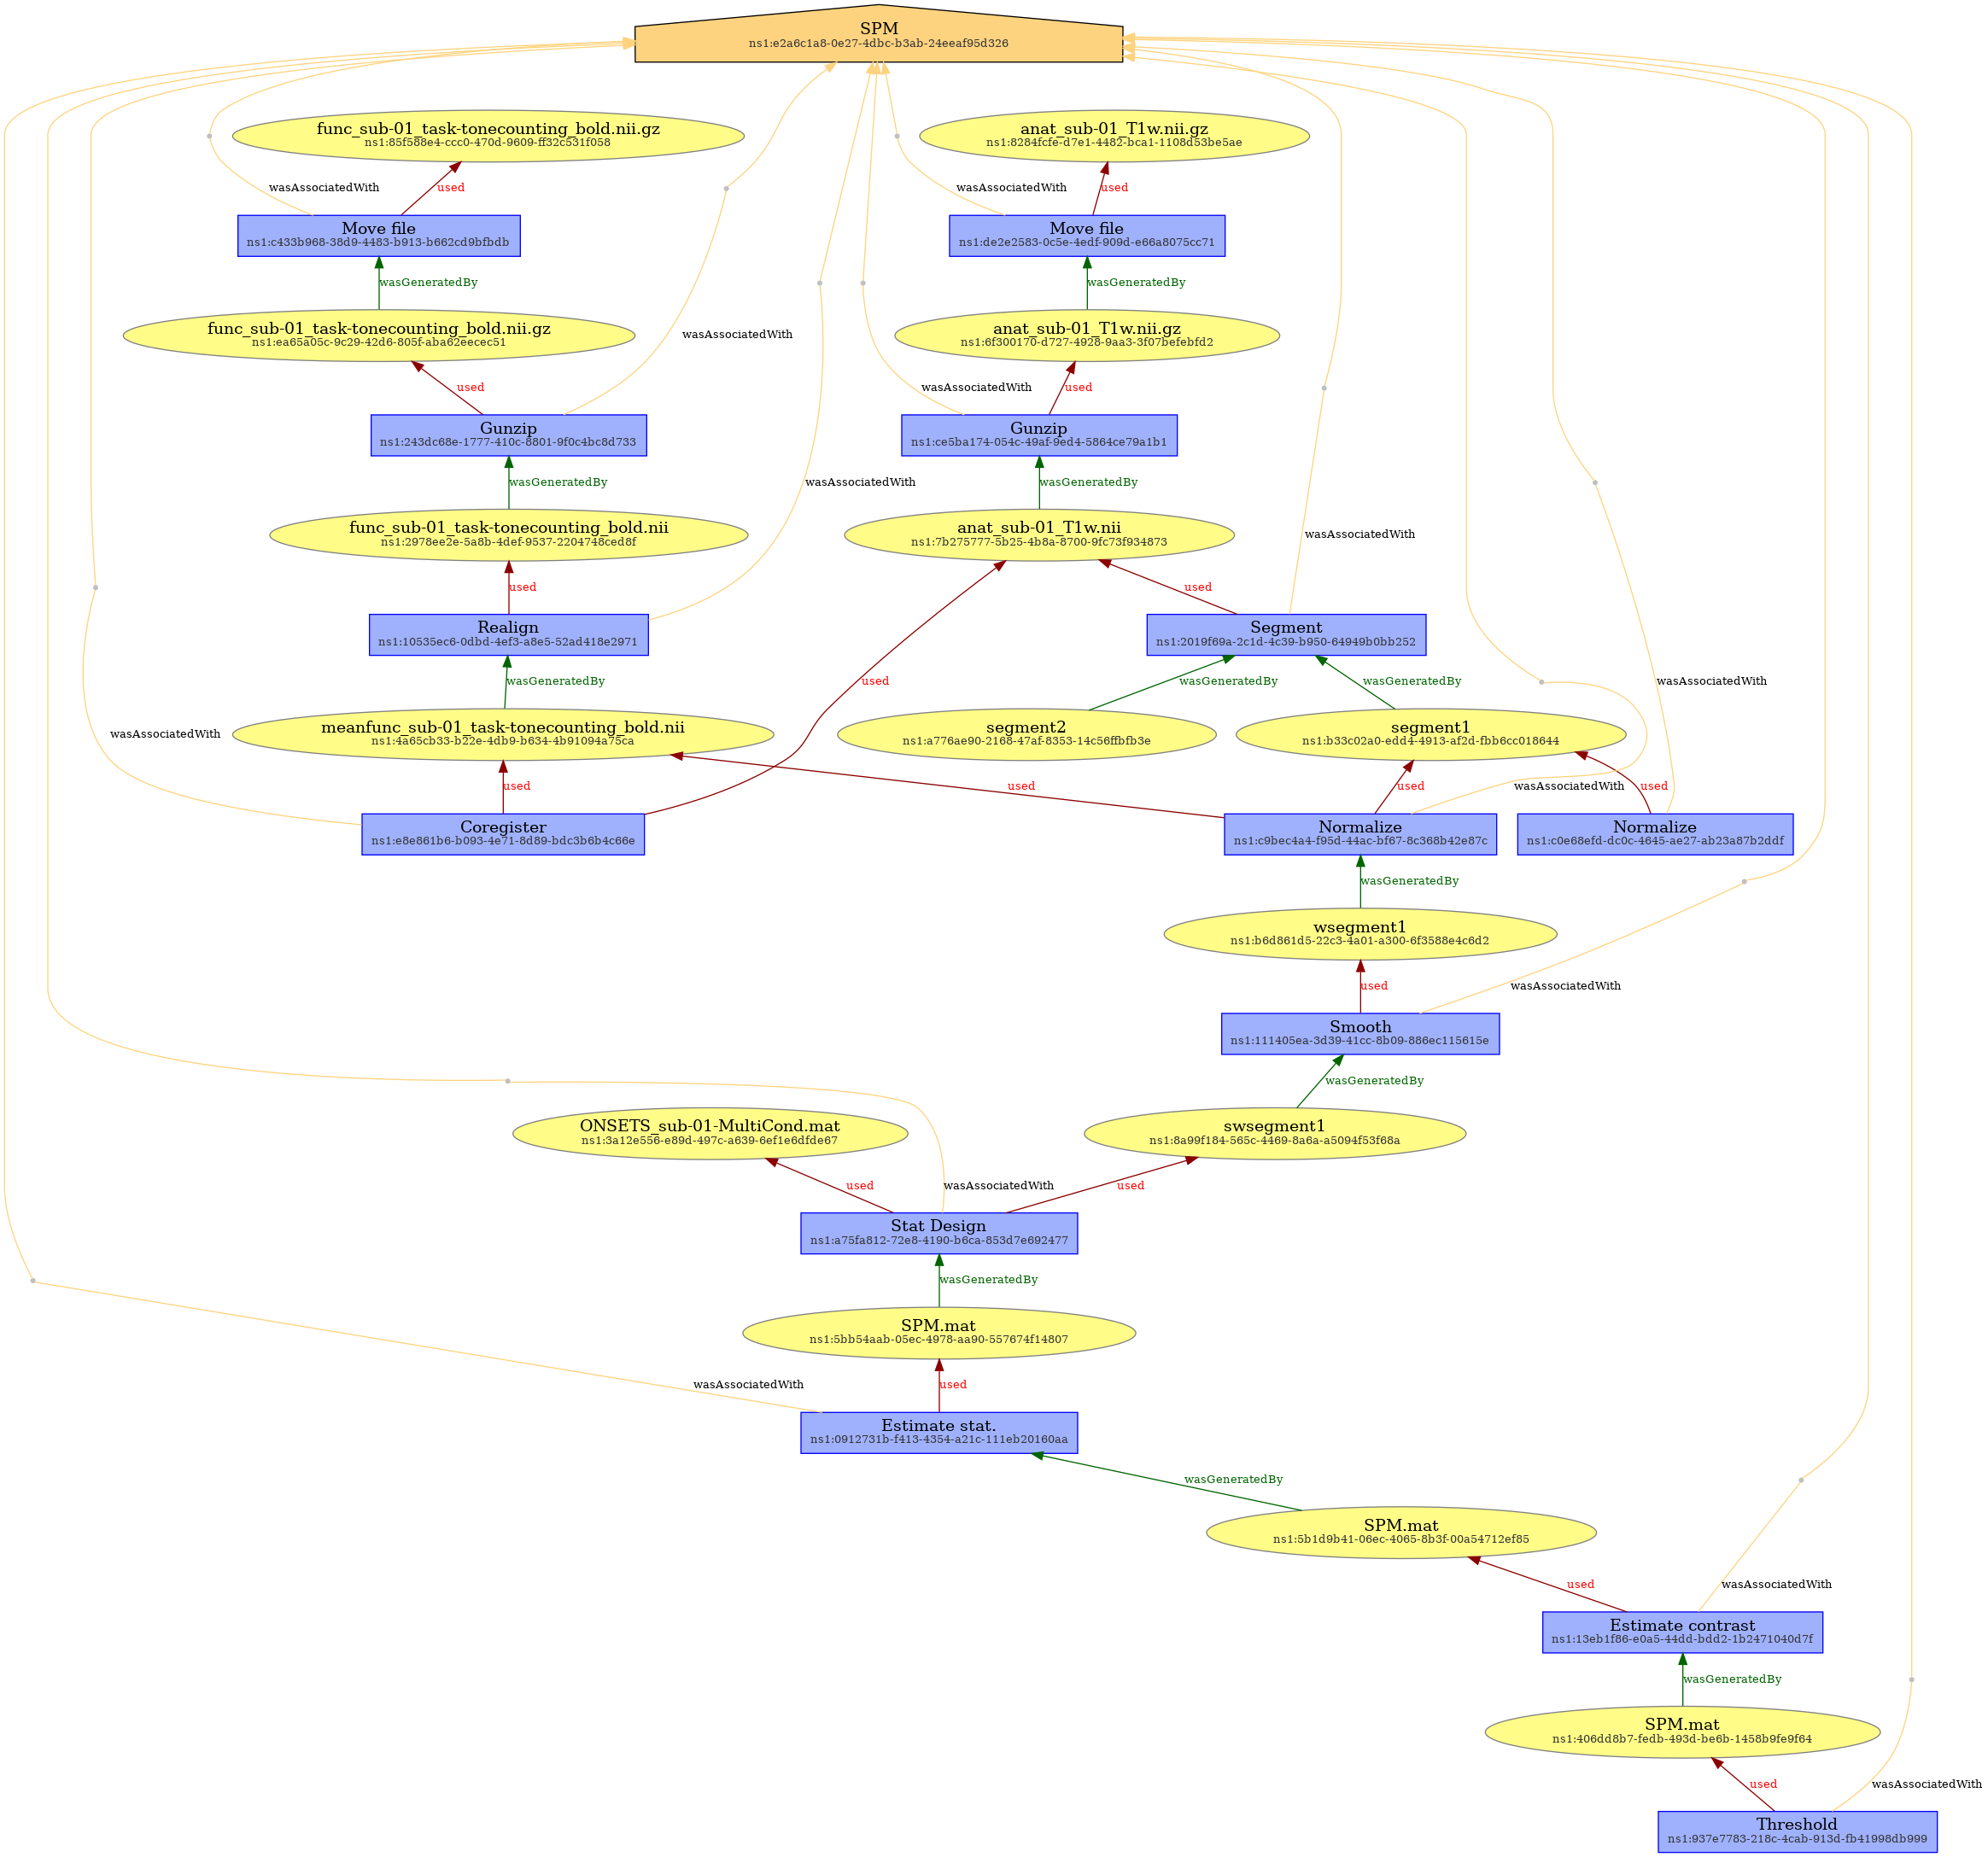 SPM
ns1:e2a6c1a8-0e27-4dbc-b3ab-24eeaf95d326
func_sub-01_task-tonecounting_bold.nii.gz
ns1:85f588e4-ccc0-470d-9609-ff32c531f058
anat_sub-01_T1w.nii.gz
ns1:8284fcfe-d7e1-4482-bca1-1108d53be5ae
wasAssociatedWith
used
wasAssociatedWith
used
Move file
ns1:c433b968-38d9-4483-b913-b662cd9bfbdb
Move file
ns1:de2e2583-0c5e-4edf-909d-e66a8075cc71
wasGeneratedBy
wasGeneratedBy
func_sub-01_task-tonecounting_bold.nii.gz
ns1:ea65a05c-9c29-42d6-805f-aba62eecec51
wasAssociatedWith
anat_sub-01_T1w.nii.gz
ns1:6f300170-d727-4928-9aa3-3f07befebfd2
used
wasAssociatedWith
used
Gunzip
ns1:243dc68e-1777-410c-8801-9f0c4bc8d733
Gunzip
ns1:ce5ba174-054c-49af-9ed4-5864ce79a1b1
wasGeneratedBy
wasAssociatedWith
wasGeneratedBy
func_sub-01_task-tonecounting_bold.nii
ns1:2978ee2e-5a8b-4def-9537-2204748ced8f
anat_sub-01_T1w.nii
ns1:7b275777-5b25-4b8a-8700-9fc73f934873
wasAssociatedWith
used
used
Realign
ns1:10535ec6-0dbd-4ef3-a8e5-52ad418e2971
Segment
ns1:2019f69a-2c1d-4c39-b950-64949b0bb252
wasGeneratedBy
used
wasGeneratedBy
wasGeneratedBy
wasAssociatedWith
wasAssociatedWith
meanfunc_sub-01_task-tonecounting_bold.nii
ns1:4a65cb33-b22e-4db9-b634-4b91094a75ca
segment2
ns1:a776ae90-2168-47af-8353-14c56ffbfb3e
segment1
ns1:b33c02a0-edd4-4913-af2d-fbb6cc018644
used
used
used
wasAssociatedWith
used
Coregister
ns1:e8e861b6-b093-4e71-8d89-bdc3b6b4c66e
Normalize
ns1:c9bec4a4-f95d-44ac-bf67-8c368b42e87c
Normalize
ns1:c0e68efd-dc0c-4645-ae27-ab23a87b2ddf
wasGeneratedBy
wsegment1
ns1:b6d861d5-22c3-4a01-a300-6f3588e4c6d2
used
wasAssociatedWith
Smooth
ns1:111405ea-3d39-41cc-8b09-886ec115615e
wasGeneratedBy
ONSETS_sub-01-MultiCond.mat
ns1:3a12e556-e89d-497c-a639-6ef1e6dfde67
swsegment1
ns1:8a99f184-565c-4469-8a6a-a5094f53f68a
used
wasAssociatedWith
used
Stat Design
ns1:a75fa812-72e8-4190-b6ca-853d7e692477
wasGeneratedBy
SPM.mat
ns1:5bb54aab-05ec-4978-aa90-557674f14807
wasAssociatedWith
used
Estimate stat.
ns1:0912731b-f413-4354-a21c-111eb20160aa
wasGeneratedBy
SPM.mat
ns1:5b1d9b41-06ec-4065-8b3f-00a54712ef85
used
wasAssociatedWith
Estimate contrast
ns1:13eb1f86-e0a5-44dd-bdd2-1b2471040d7f
wasGeneratedBy
SPM.mat
ns1:406dd8b7-fedb-493d-be6b-1458b9fe9f64
used
wasAssociatedWith
Threshold
ns1:937e7783-218c-4cab-913d-fb41998db999